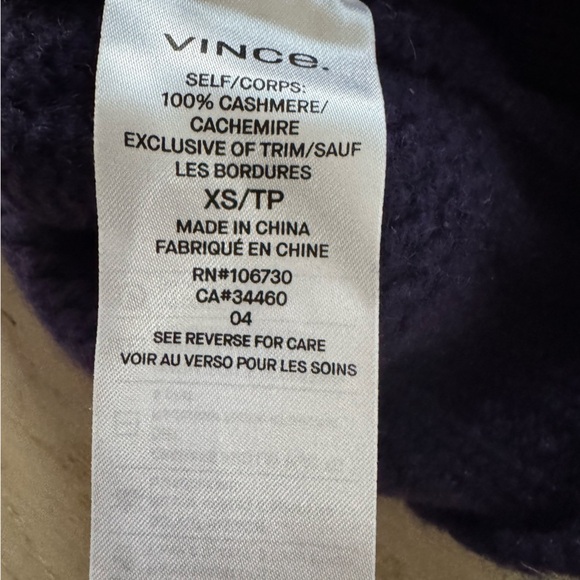 VINCE.
SELF/CORPS:
100% CASHMERE/
CACHEMIRE
EXCLUSIVE OF TRIM/SAUF
LES BORDURES
XS/TP
MADE IN CHINA
FABRIQUÉ EN CHINE
RN#106730
CA#34460
04
SEE REVERSE FOR CARE
VOIR AU VERSO POUR LES SOINS